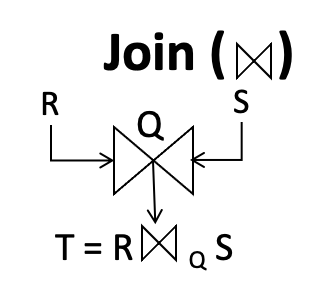 Join (⋈)
R S
Q
T = R ⋈ Q S